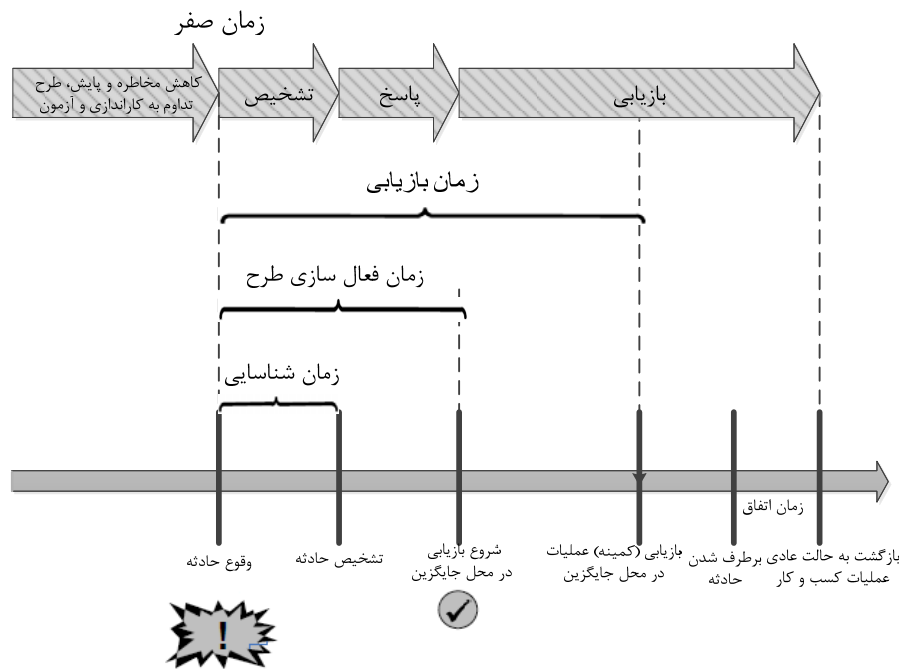 زمان صفر
کاهش مخاطره و پایش، طرح
تداوم به کاراندازی و آزمون
تشخیص
پاسخ
بازیابی
زمان بازیابی
زمان فعال سازی طرح
زمان شناسایی
زمان اتفاق
وقوع حادثه
تشخیص حادثه
شروع بازیابی
در محل جایگزین
بازیابی (کمینه) عملیات
در محل جایگزین
برطرف شدن
حادثه
بازگشت به حالت عادی
عملیات کسب و کار
!